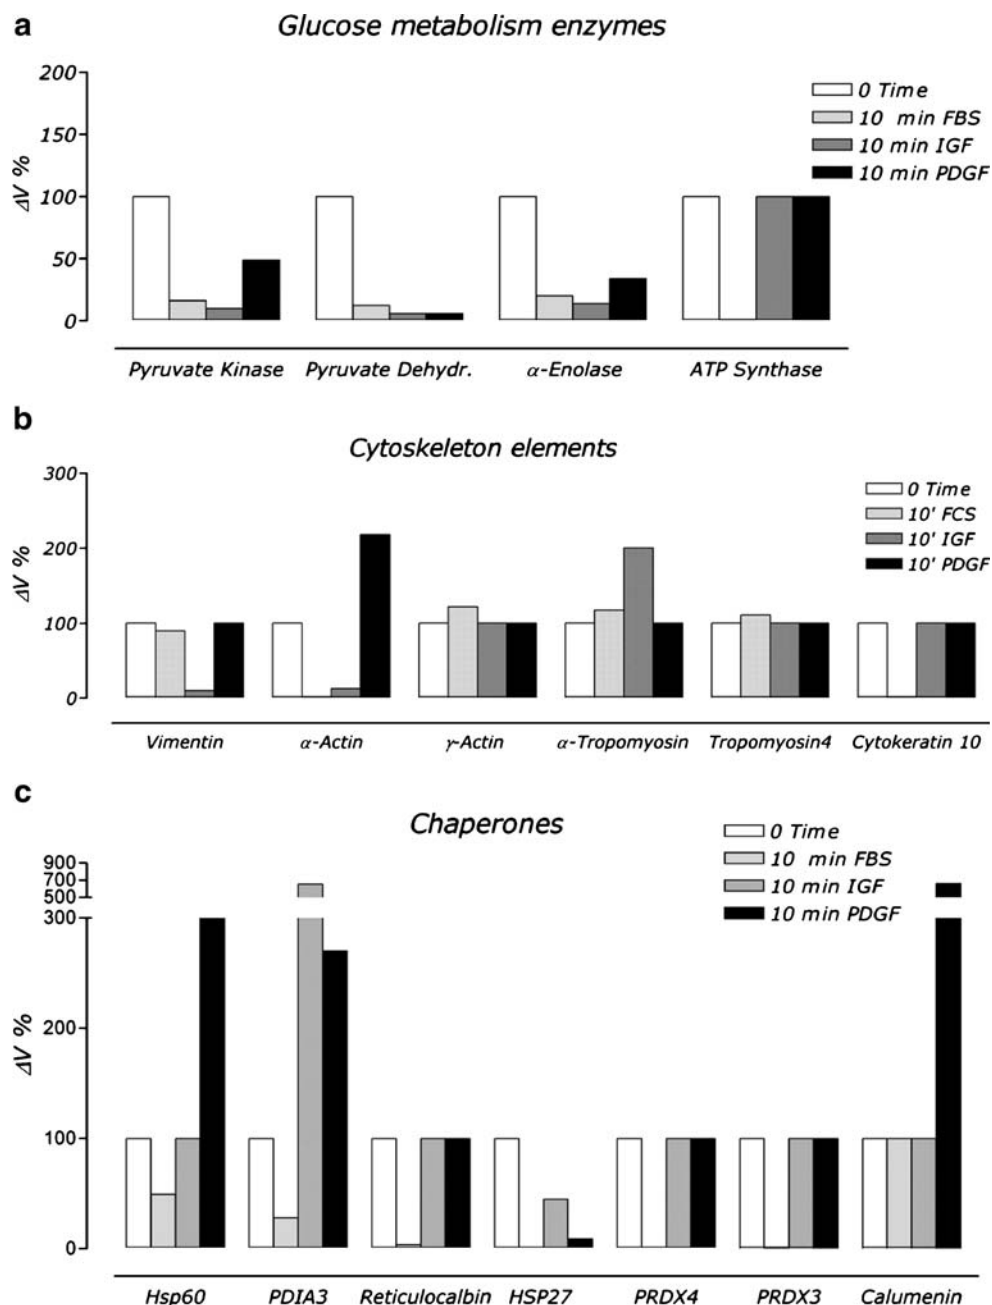 a
Glucose metabolism enzymes
200
150
100
50
0
ΔV %
0 Time
10 min FBS
10 min IGF
10 min PDGF
Pyruvate Kinase
Pyruvate Dehydr.
α-Enolase
ATP Synthase
b
Cytoskeleton elements
300
200
100
0
ΔV %
0 Time
10' FCS
10' IGF
10' PDGF
Vimentin
α-Actin
γ-Actin
α-Tropomyosin
Tropomyosin4
Cytokeratin 10
c
Chaperones
900
700
500
300
200
100
0
ΔV %
0 Time
10 min FBS
10 min IGF
10 min PDGF
Hsp60
PDIA3
Reticulocalbin
HSP27
PRDX4
PRDX3
Calumenin